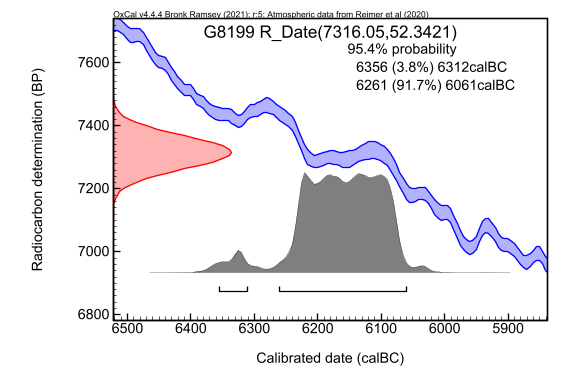 OxCal v4.4.4 Bronk Ramsey (2021); r:5; Atmospheric data from Reimer et al (2020)
G8199 R_Date(7316.05,52.3421)
95.4% probability
6356 (3.8%) 6312calBC
6261 (91.7%) 6061calBC
Radiocarbon determination (BP)
7600
7400
7200
7000
6800
6500 6400 6300 6200 6100 6000 5900
Calibrated date (calBC)